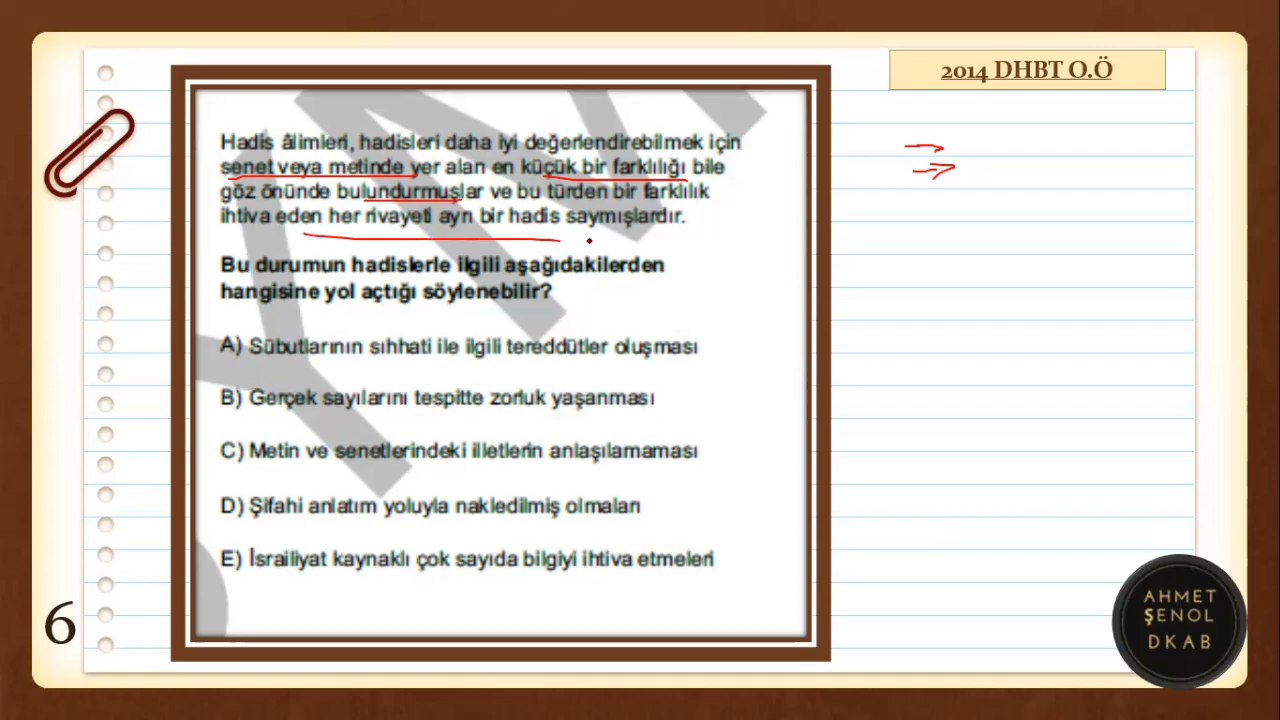 2014 DHBT O.Ö
Hadis âlimleri, hadisleri daha iyi değerlendirebilmek için
senet veya metinde yer alan en küçük bir farklılığı bile
göz önünde bulundurmuşlar ve bu türden bir farklılık
ihtiva eden her rivayeti ayrı bir hadis saymışlardır.
Bu durumun hadislerle ilgili aşağıdakilerden
hangisine yol açtığı söylenebilir?
A) Sübutlarının sıhhati ile ilgili tereddütler oluşması
B) Gerçek sayılarını tespitte zorluk yaşanması
C) Metin ve senetlerindeki illetlerin anlaşılamaması
D) Şifahi anlatım yoluyla nakledilmiş olmaları
E) İsrailiyat kaynaklı çok sayıda bilgiyi ihtiva etmeleri
6
AHMET
ŞENOL
DKAB